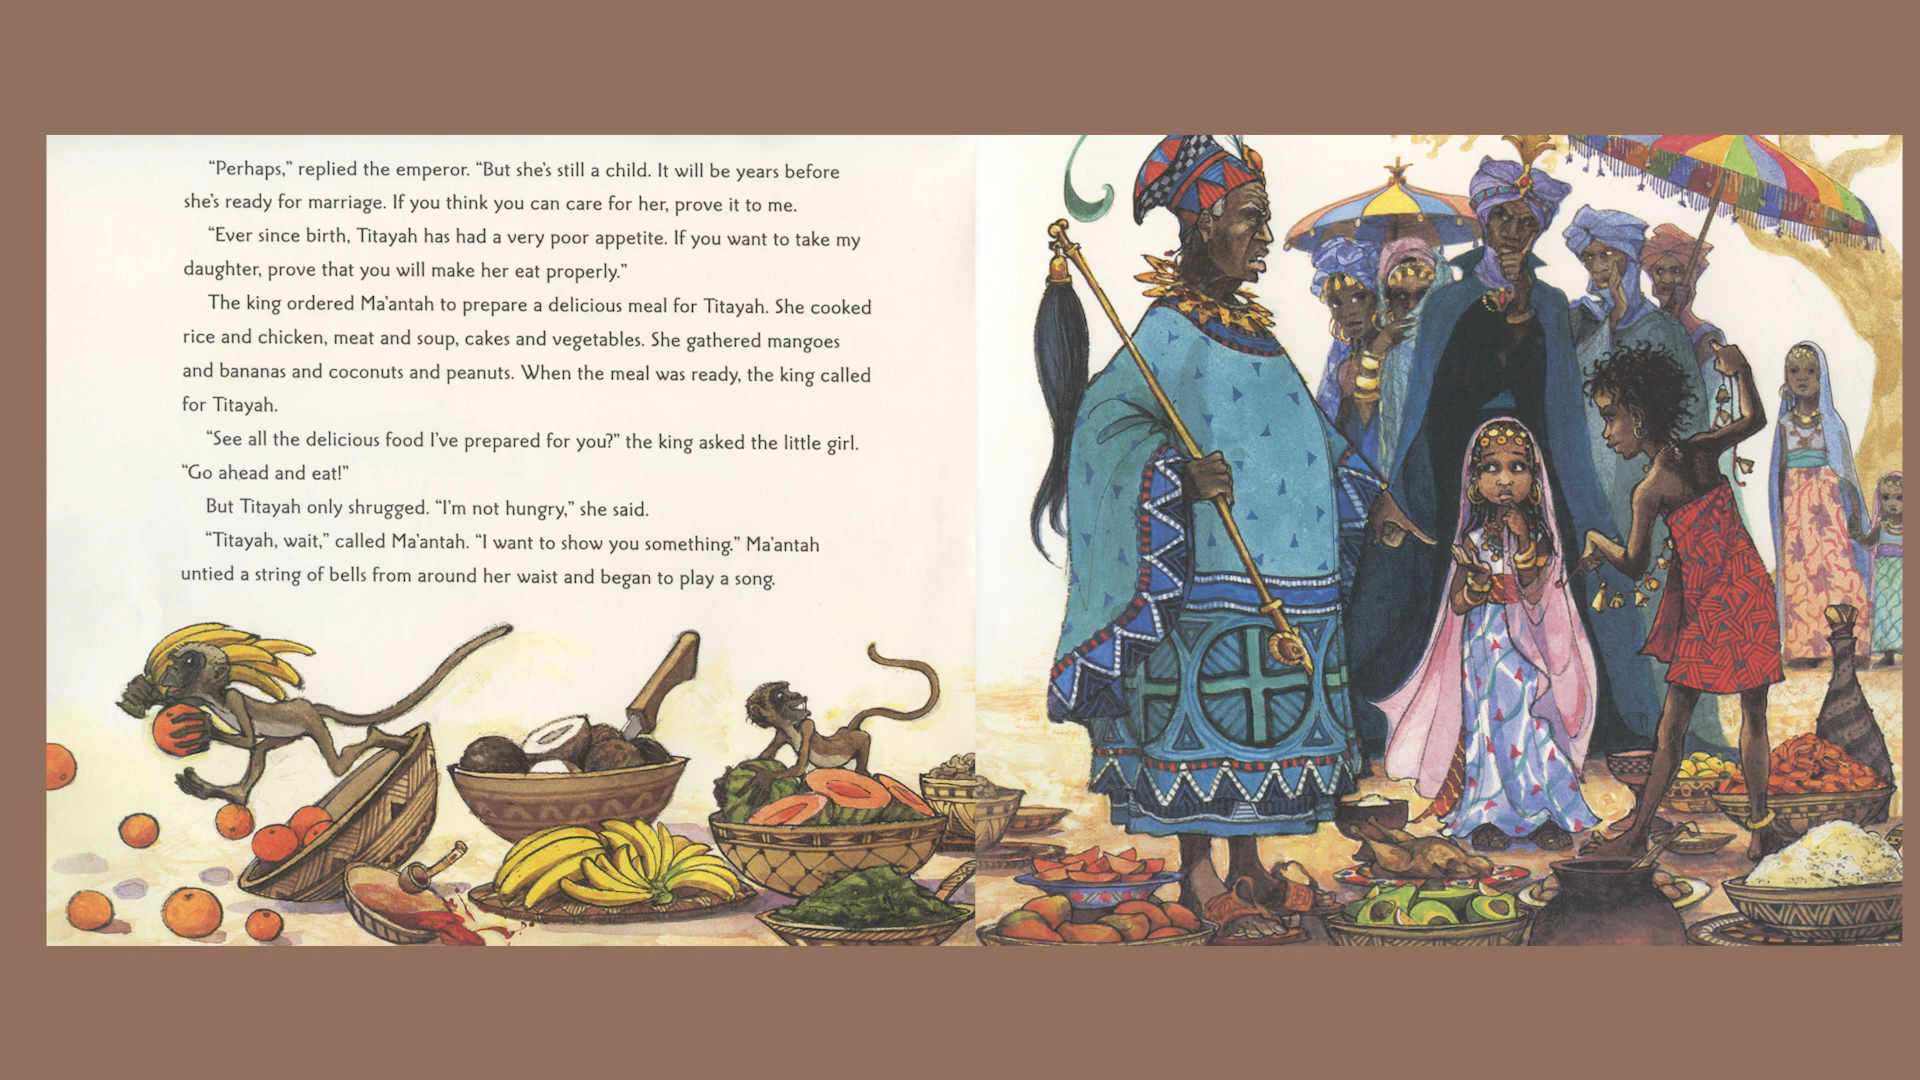 “Perhaps,” replied the emperor. “But she’s still a child. It will be years before
she’s ready for marriage. If you think you can care for her, prove it to me.
“Ever since birth, Titayah has had a very poor appetite. If you want to take my
daughter, prove that you will make her eat properly.”
The king ordered Ma’antah to prepare a delicious meal for Titayah. She cooked
rice and chicken, meat and soup, cakes and vegetables. She gathered mangoes
and bananas and coconuts and peanuts. When the meal was ready, the king called
for Titayah.
“See all the delicious food I’ve prepared for you?” the king asked the little girl.
“Go ahead and eat!”
But Titayah only shrugged. “I’m not hungry,” she said.
“Titayah, wait,” called Ma’antah. “I want to show you something.” Ma’antah
untied a string of bells from around her waist and began to play a song.